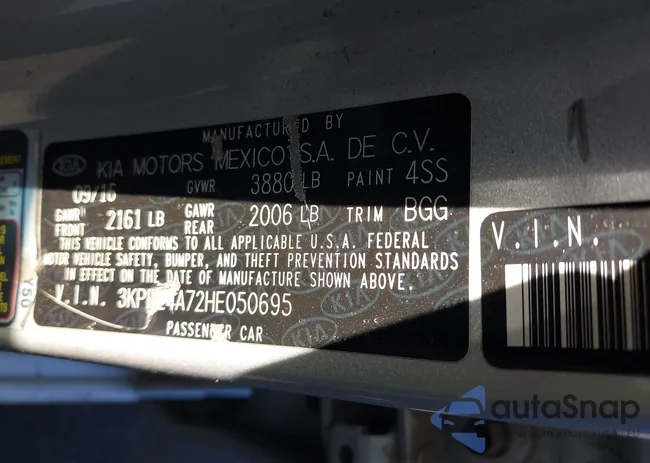 MANUFACTURED BY
KIA KIA MOTORS MEXICO S.A. DE C.V.
09/16 GVWR 3880 LB PAINT 4SS
GAWR FRONT 2161 LB GAWR REAR 2006 LB TRIM BGG
THIS VEHICLE CONFORMS TO ALL APPLICABLE U.S.A. FEDERAL
MOTOR VEHICLE SAFETY, BUMPER, AND THEFT PREVENTION STANDARDS
IN EFFECT ON THE DATE OF MANUFACTURE SHOWN ABOVE.
V.I.N.
PASSENGER CAR
V.I.N.
Y50
autoSnap